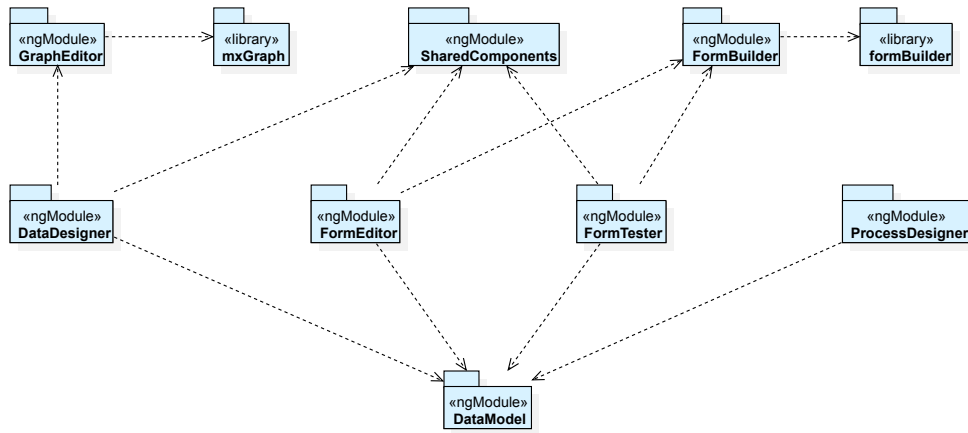 «ngModule»
GraphEditor
«library»
mxGraph
«ngModule»
SharedComponents
«ngModule»
FormBuilder
«library»
formBuilder
«ngModule»
DataDesigner
«ngModule»
FormEditor
«ngModule»
FormTester
«ngModule»
ProcessDesigner
«ngModule»
DataModel